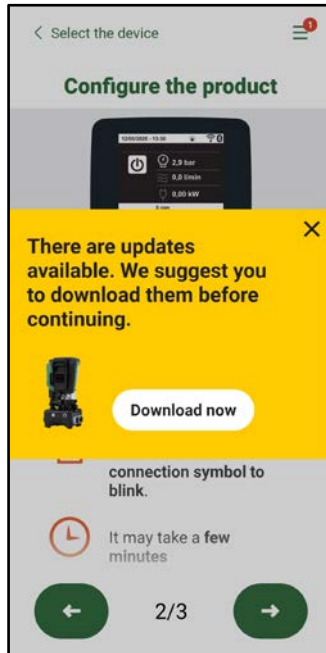 Select the device
1
Configure the product
12/05/2020 - 15:30
2,9 bar
0,0 l/min
0,00 kW
There are updates
available. We suggest you
to download them before
continuing.
Download now
connection symbol to
blink.
It may take a few
minutes
2/3